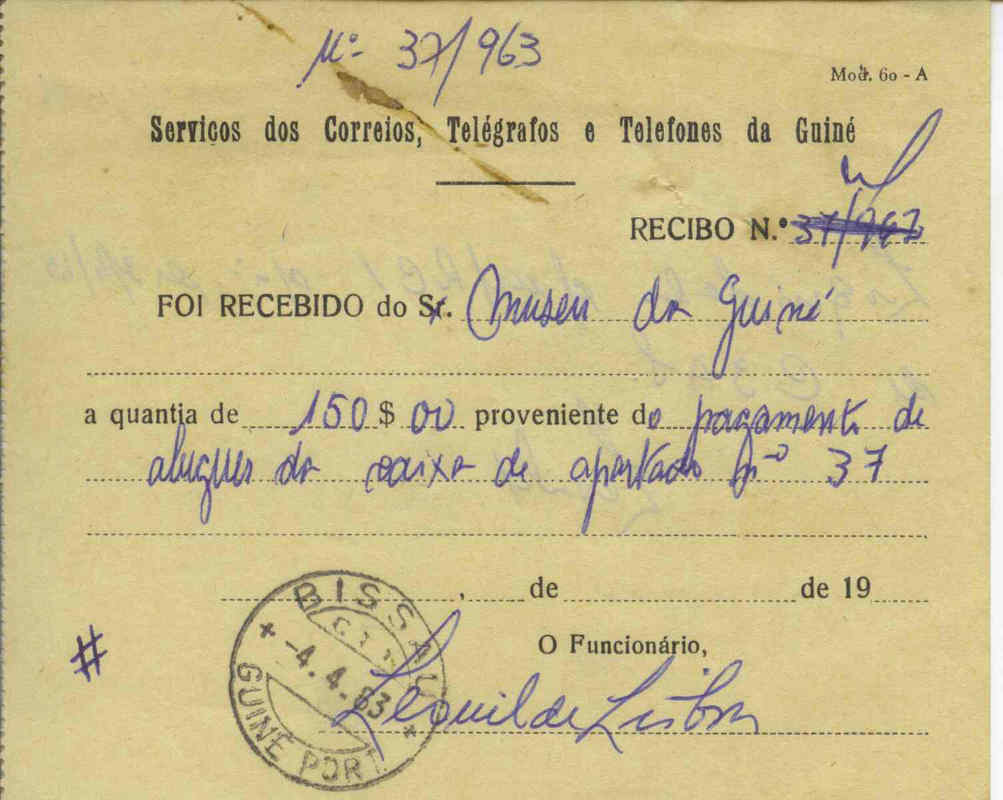 Nº 37/963
Mod. 60 - A
Serviços dos Correios, Telégrafos e Telefones da Guiné
RECIBO N.º 37/963
FOI RECEBIDO do Sr. Museu da Guiné
a quantia de 150 $ 00 proveniente do pagamento de
aluguer da caixa de apartado nº 37
, de de 19
O Funcionário,
#
BISSAU
C.T.T.
-4.4.63
GUINÉ PORT
Leonilde Lisboa